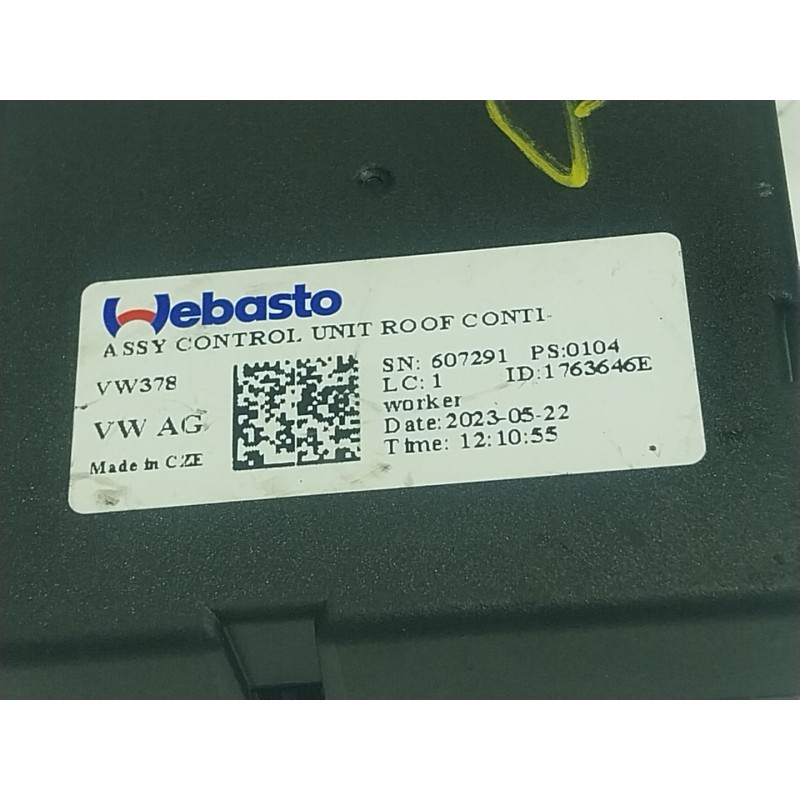 Webasto
ASSY CONTROL UNIT ROOF CONTI-
VW378
VW AG
Made in CZE
SN: 607291 PS:0104
LC: 1 ID:1763646E
worker
Date: 2023-05-22
Time: 12:10:55